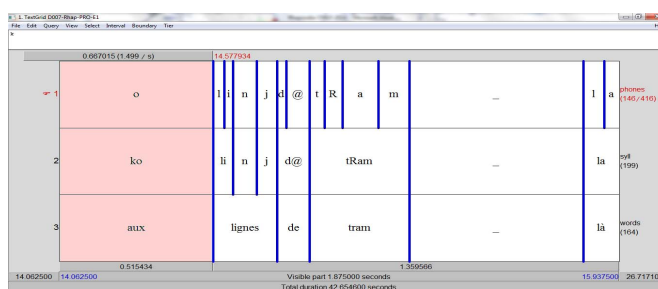 1. TextGrid D007-Rhap-PRO-E1
File Edit Query View Select Interval Boundary Tier H
0.667015 (1.499 / s) 14.577934
1 o l i n j d @ t R a m _ l a phones (146/416)
2 ko li n j d@ tRam _ la syll (199)
3 aux lignes de tram _ là words (164)
0.515434 1.359566
14.062500 14.062500 Visible part 1.875000 seconds 15.937500 26.71710
Total duration 42.654600 seconds